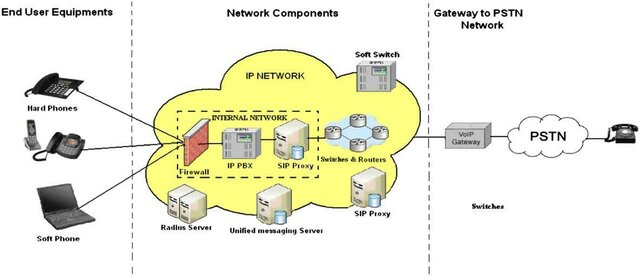 End User Equipments
Network Components
Gateway to PSTN
Network
Soft Switch
IP NETWORK
Hard Phones
INTERNAL NETWORK
Firewall
IP PBX
SIP Proxy
Switches & Routers
VoIP
Gateway
PSTN
Soft Phone
Radius Server
Unified messaging Server
SIP Proxy
Switches